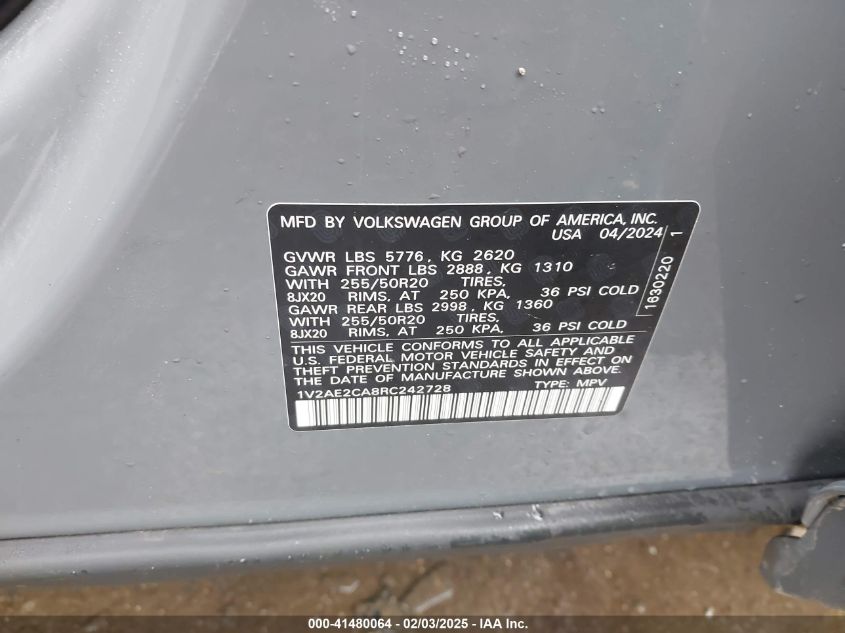 MFD BY VOLKSWAGEN GROUP OF AMERICA, INC.
USA 04/2024
GVWR LBS 5776, KG 2620
GAWR FRONT LBS 2888, KG 1310
WITH 255/50R20 TIRES,
8JX20 RIMS, AT 250 KPA, 36 PSI COLD
GAWR REAR LBS 2998, KG 1360
WITH 255/50R20 TIRES,
8JX20 RIMS, AT 250 KPA, 36 PSI COLD
THIS VEHICLE CONFORMS TO ALL APPLICABLE
U.S. FEDERAL MOTOR VEHICLE SAFETY AND
THEFT PREVENTION STANDARDS IN EFFECT ON
THE DATE OF MANUFACTURE SHOWN ABOVE.
1V2AE2CA8RC242728 TYPE: MPV
1630220 1
000-41480064 - 02/03/2025 - IAA Inc.